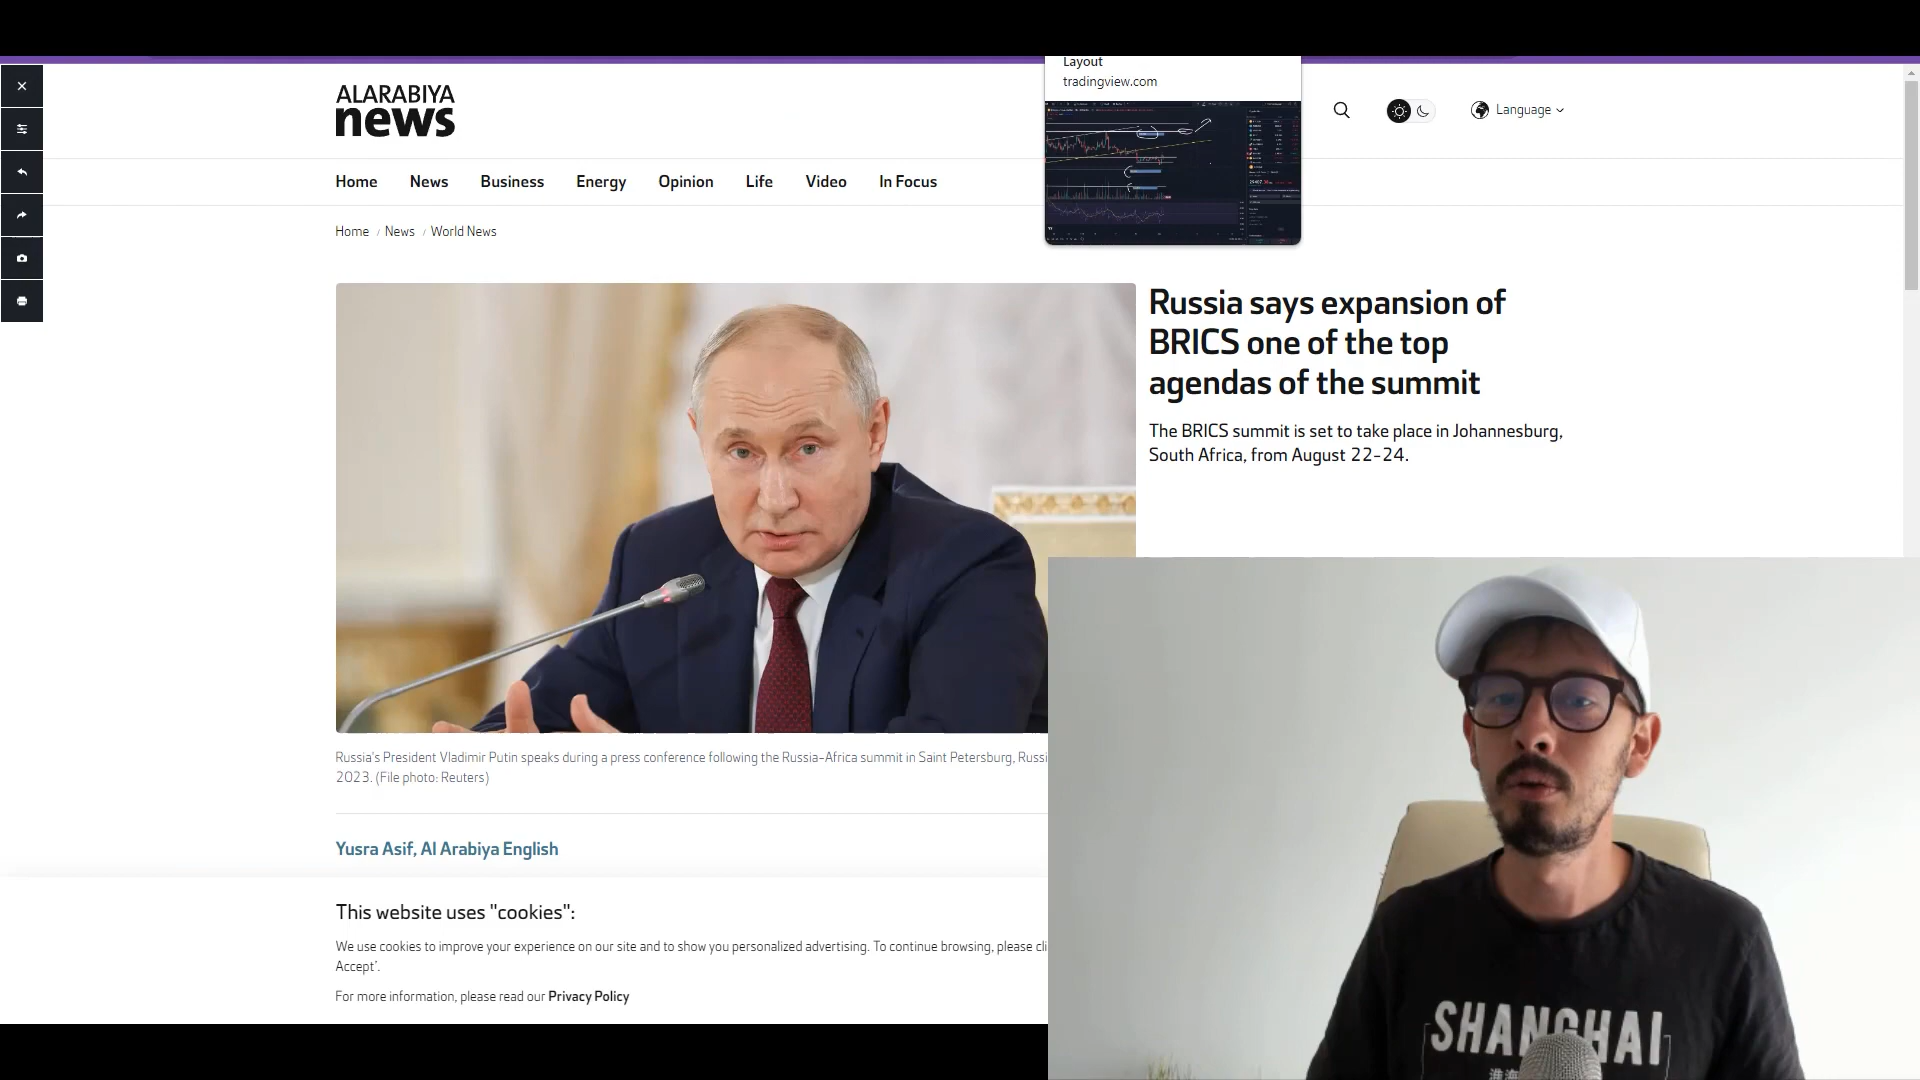 Layout
tradingview.com
ALARABIYA
news
Language
Home News Business Energy Opinion Life Video In Focus
Home / News / World News
Russia says expansion of
BRICS one of the top
agendas of the summit
The BRICS summit is set to take place in Johannesburg,
South Africa, from August 22-24.
Russia's President Vladimir Putin speaks during a press conference following the Russia-Africa summit in Saint Petersburg, Russi
2023. (File photo: Reuters)
Yusra Asif, Al Arabiya English
This website uses "cookies":
We use cookies to improve your experience on our site and to show you personalized advertising. To continue browsing, please cli
Accept'.
For more information, please read our Privacy Policy
SHANGHAI